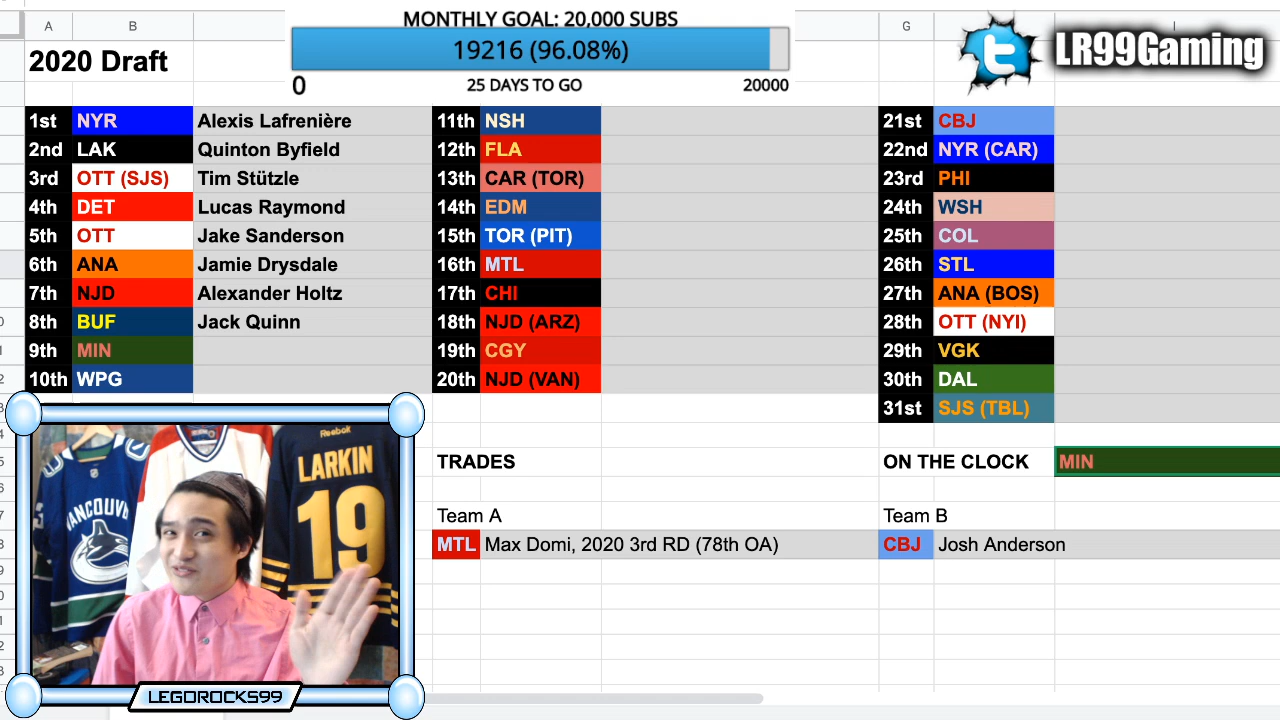 MONTHLY GOAL: 20,000 SUBS
19216 (96.08%)
0 25 DAYS TO GO 20000
LR99Gaming
A B G I
2020 Draft
1st NYR Alexis Lafrenière
2nd LAK Quinton Byfield
3rd OTT (SJS) Tim Stützle
4th DET Lucas Raymond
5th OTT Jake Sanderson
6th ANA Jamie Drysdale
7th NJD Alexander Holtz
8th BUF Jack Quinn
9th MIN
10th WPG
11th NSH
12th FLA
13th CAR (TOR)
14th EDM
15th TOR (PIT)
16th MTL
17th CHI
18th NJD (ARZ)
19th CGY
20th NJD (VAN)
21st CBJ
22nd NYR (CAR)
23rd PHI
24th WSH
25th COL
26th STL
27th ANA (BOS)
28th OTT (NYI)
29th VGK
30th DAL
31st SJS (TBL)
TRADES
ON THE CLOCK MIN
Team A
Team B
MTL Max Domi, 2020 3rd RD (78th OA)
CBJ Josh Anderson
Reebok
LARKIN
19
VANCOUVE
LEGOROCKS99